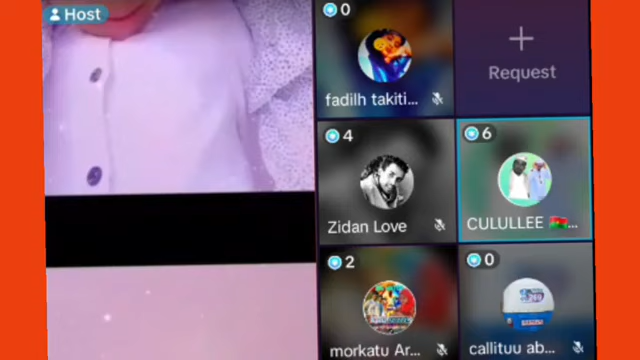 Host
0
fadilh takiti...
Request
4
Zidan Love
6
CULULLEE 🇧🇫...
2
morkatu Ar...
0
callituu ab...